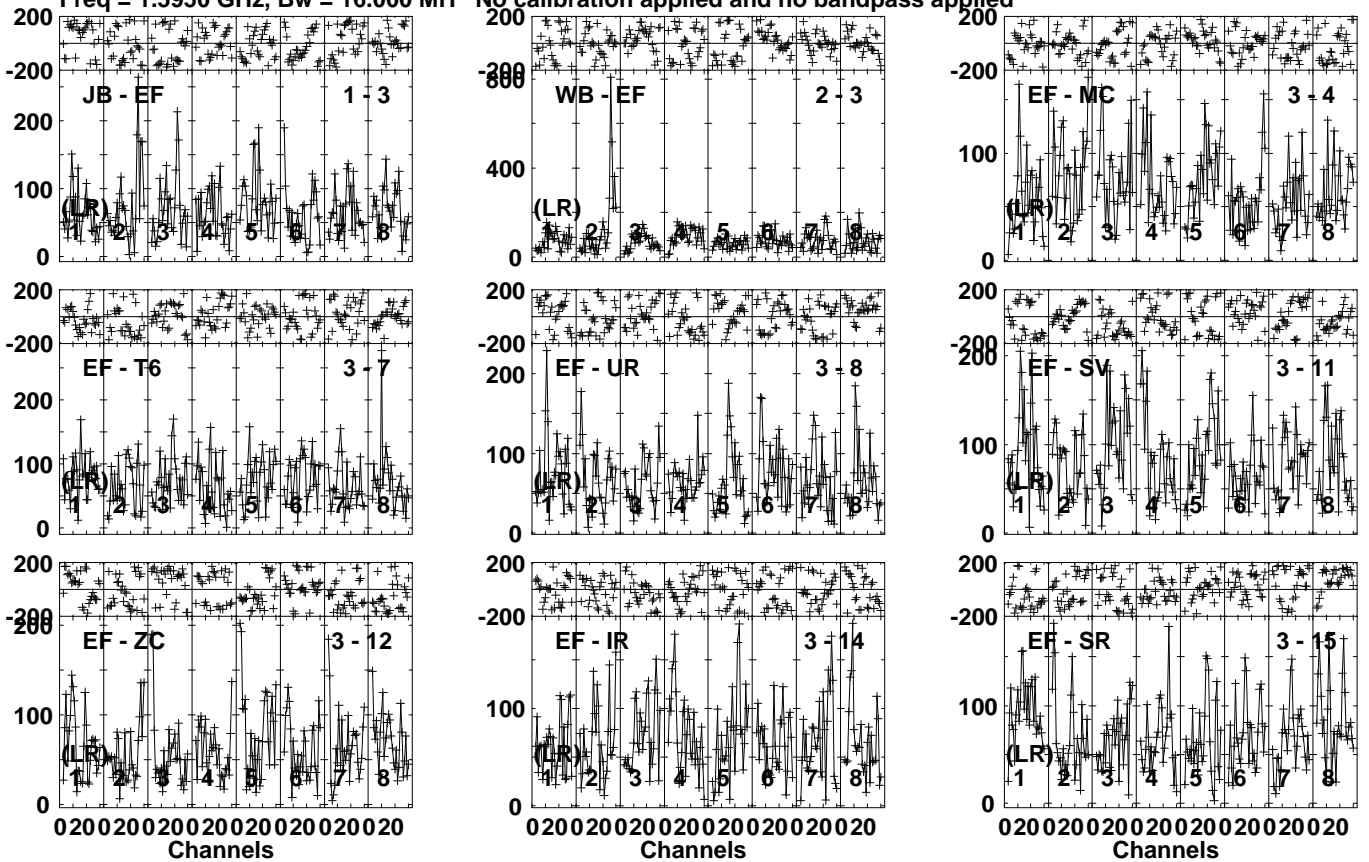 Freq = 1.5950 GHz, Bw = 16.000 MH No calibration applied and no bandpass applied
200 200 200
-200 -200 -200
JB - EF 1 - 3 WB - EF 2 - 3 EF - MC 3 - 4
800
200
400
100 100
(LR) (LR) (LR)
1 2 3 4 5 6 7 8 1 2 3 4 5 6 7 8 1 2 3 4 5 6 7 8
0 0 0
200 200 200
-200 -200 -200
EF - T6 3 - 7 EF - UR 3 - 8 EF - SV 3 - 11
200 200 200
100 100 100
(LR) (LR) (LR)
1 2 3 4 5 6 7 8 1 2 3 4 5 6 7 8 1 2 3 4 5 6 7 8
0 0 0
200 200 200
-200 -200 -200
200
EF - ZC 3 - 12 EF - IR 3 - 14 EF - SR 3 - 15
100 100 100
(LR) (LR) (LR)
1 2 3 4 5 6 7 8 1 2 3 4 5 6 7 8 1 2 3 4 5 6 7 8
0 0 0
0 20 0 20 0 20 0 20 0 20 0 20 0 20 0 20 0 20 0 20 0 20 0 20 0 20 0 20 0 20 0 20 0 20 0 20 0 20 0 20 0 20 0 20 0 20 0 20
Channels Channels Channels